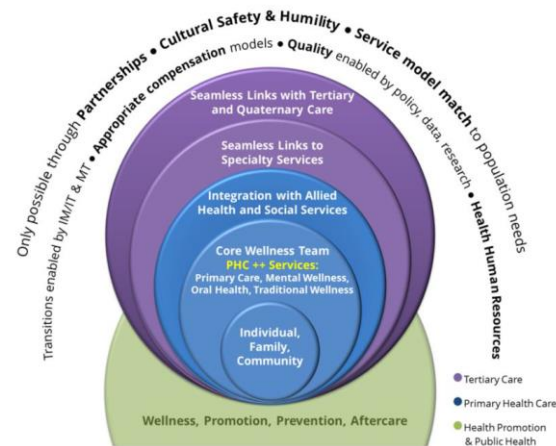 Only possible through Partnerships ● Cultural Safety & Humility ● Service model match to population needs
Transitions enabled by IM/IT & MT ● Appropriate compensation models ● Quality enabled by policy, data, research ● Health Human Resources
Seamless Links with Tertiary
and Quaternary Care
Seamless Links to
Specialty Services
Integration with Allied
Health and Social Services
Core Wellness Team
PHC ++ Services:
Primary Care, Mental Wellness,
Oral Health, Traditional Wellness
Individual,
Family,
Community
Wellness, Promotion, Prevention, Aftercare
Tertiary Care
Primary Health Care
Health Promotion
& Public Health